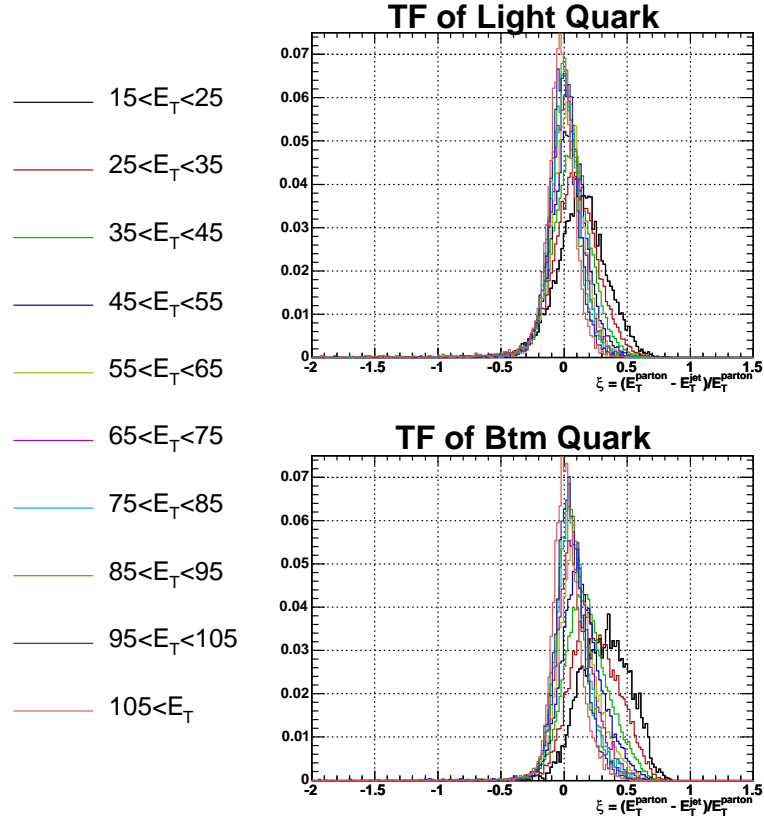 TF of Light Quark
0.07
0.06
0.05
0.04
0.03
0.02
0.01
0
-2 -1.5 -1 -0.5 0 0.5 1 1.5
ξ = (E_T^parton - E_T^jet)/E_T^parton
15<E_T<25
25<E_T<35
35<E_T<45
45<E_T<55
55<E_T<65
65<E_T<75
75<E_T<85
85<E_T<95
95<E_T<105
105<E_T
TF of Btm Quark
0.07
0.06
0.05
0.04
0.03
0.02
0.01
0
-2 -1.5 -1 -0.5 0 0.5 1 1.5
ξ = (E_T^parton - E_T^jet)/E_T^parton